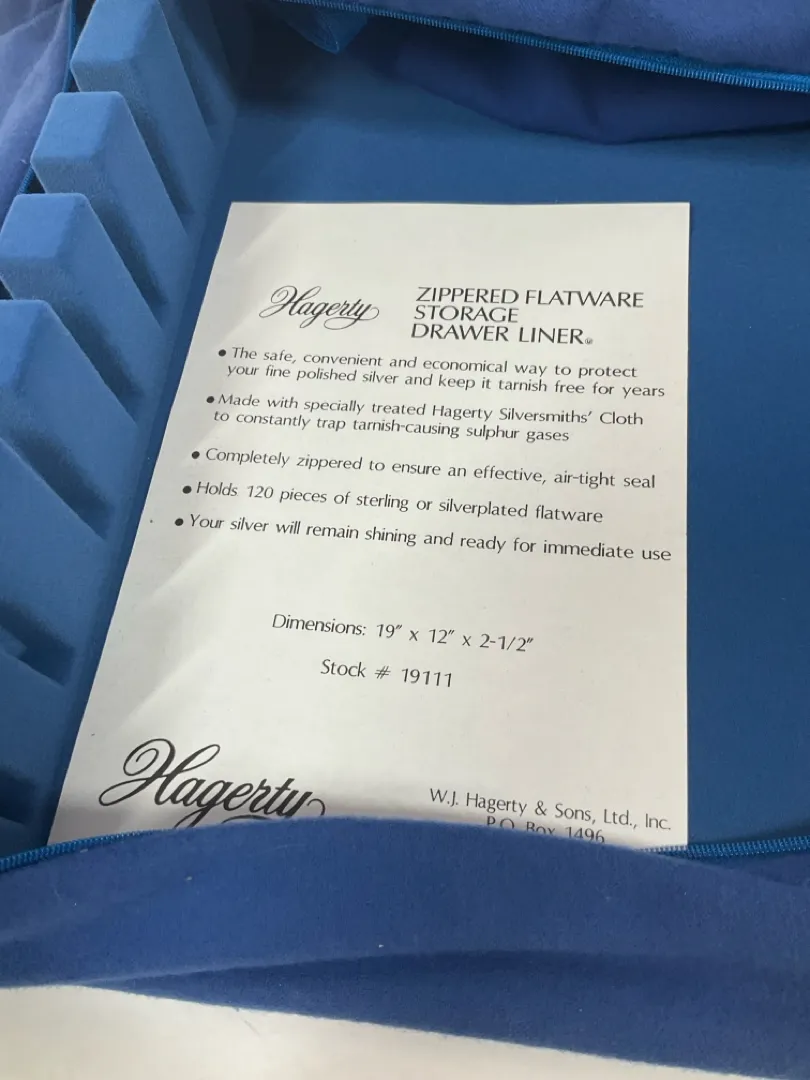 Hagerty
ZIPPERED FLATWARE
STORAGE
DRAWER LINER®
• The safe, convenient and economical way to protect
your fine polished silver and keep it tarnish free for years
• Made with specially treated Hagerty Silversmiths' Cloth
to constantly trap tarnish-causing sulphur gases
• Completely zippered to ensure an effective, air-tight seal
• Holds 120 pieces of sterling or silverplated flatware
• Your silver will remain shining and ready for immediate use
Dimensions: 19" x 12" x 2-1/2"
Stock # 19111
Hagerty
W.J. Hagerty & Sons, Ltd., Inc.
P.O. Box 1496